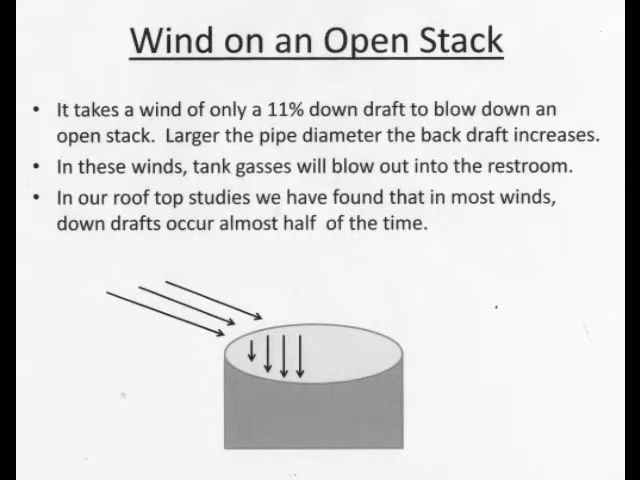 Wind on an Open Stack
• It takes a wind of only a 11% down draft to blow down an
open stack.  Larger the pipe diameter the back draft increases.
• In these winds, tank gasses will blow out into the restroom.
• In our roof top studies we have found that in most winds,
down drafts occur almost half  of the time.